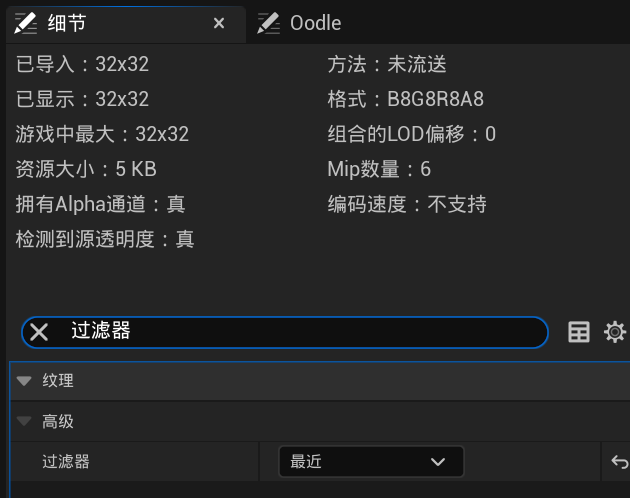 细节 Oodle
已导入：32x32 方法：未流送
已显示：32x32 格式：B8G8R8A8
游戏中最大：32x32 组合的LOD偏移：0
资源大小：5 KB Mip数量：6
拥有Alpha通道：真 编码速度：不支持
检测到源透明度：真
过滤器
纹理
高级
过滤器 最近